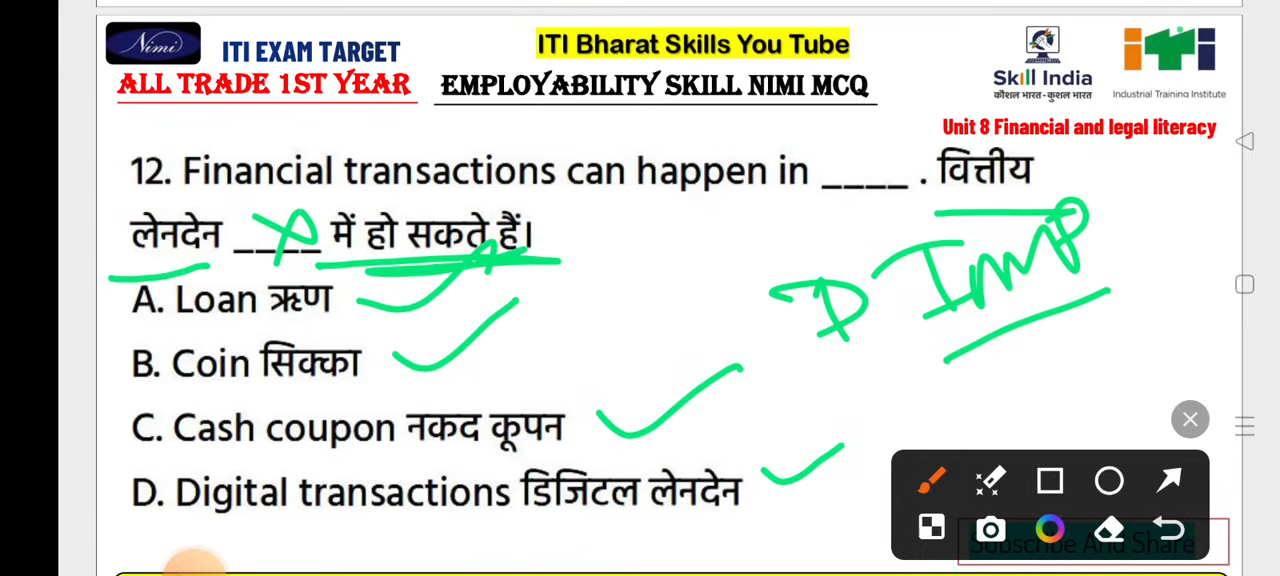 Nimi
ITI EXAM TARGET
ALL TRADE 1ST YEAR
ITI Bharat Skills You Tube
EMPLOYABILITY SKILL NIMI MCQ
Skill India
कौशल भारत-कुशल भारत
iTi
Industrial Training Institute
Unit 8 Financial and legal literacy
12. Financial transactions can happen in ____ . वित्तीय
लेनदेन ____ में हो सकते हैं।
D IMP
A. Loan ऋण
B. Coin सिक्का
C. Cash coupon नकद कूपन
D. Digital transactions डिजिटल लेनदेन
Subscribe And Share